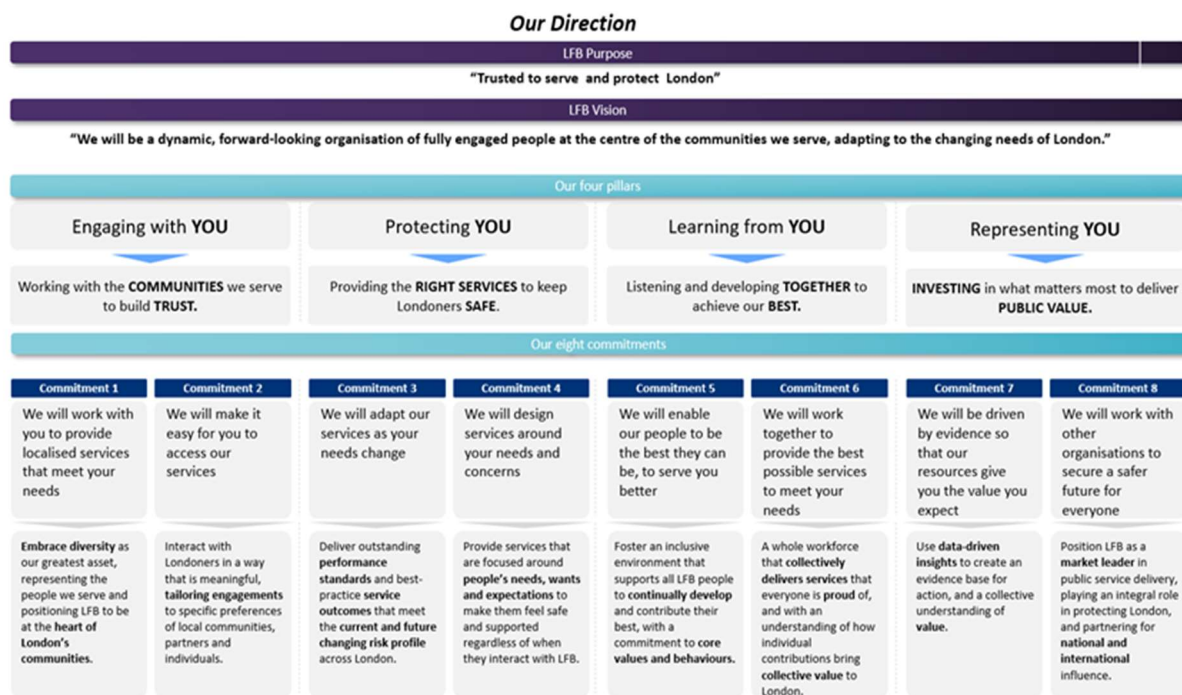 Our Direction
LFB Purpose
“Trusted to serve and protect London”
LFB Vision
“We will be a dynamic, forward-looking organisation of fully engaged people at the centre of the communities we serve, adapting to the changing needs of London.”
Our four pillars
Engaging with YOU
Working with the COMMUNITIES we serve
to build TRUST.
Protecting YOU
Providing the RIGHT SERVICES to keep
Londoners SAFE.
Learning from YOU
Listening and developing TOGETHER to
achieve our BEST.
Representing YOU
INVESTING in what matters most to deliver
PUBLIC VALUE.
Our eight commitments
Commitment 1
We will work with
you to provide
localised services
that meet your
needs
Embrace diversity as
our greatest asset,
representing the
people we serve and
positioning LFB to be
at the heart of
London’s
communities.
Commitment 2
We will make it
easy for you to
access our
services
Interact with
Londoners in a way
that is meaningful,
tailoring engagements
to specific preferences
of local communities,
partners and
individuals.
Commitment 3
We will adapt our
services as your
needs change
Deliver outstanding
performance
standards and best-
practice service
outcomes that meet
the current and future
changing risk profile
across London.
Commitment 4
We will design
services around
your needs and
concerns
Provide services that
are focused around
people’s needs, wants
and expectations to
make them feel safe
and supported
regardless of when
they interact with LFB.
Commitment 5
We will enable
our people to be
the best they can
be, to serve you
better
Foster an inclusive
environment that
supports all LFB people
to continually develop
and contribute their
best, with a
commitment to core
values and behaviours.
Commitment 6
We will work
together to
provide the best
possible services
to meet your
needs
A whole workforce
that collectively
delivers services that
everyone is proud of,
and with an
understanding of how
individual
contributions bring
collective value to
London.
Commitment 7
We will be driven
by evidence so
that our
resources give
you the value you
expect
Use data-driven
insights to create an
evidence base for
action, and a collective
understanding of
value.
Commitment 8
We will work with
other
organisations to
secure a safer
future for
everyone
Position LFB as a
market leader in
public service delivery,
playing an integral role
in protecting London,
and partnering for
national and
international
influence.